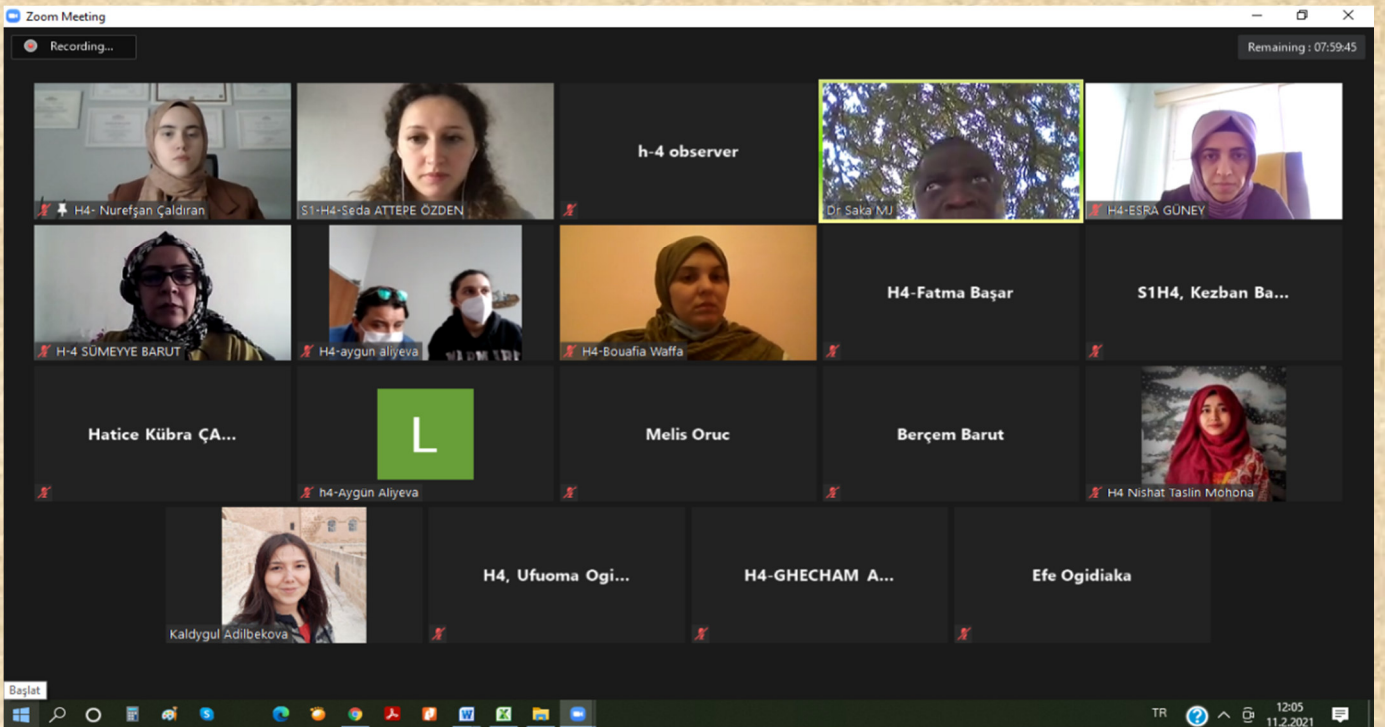 Zoom Meeting
Recording...
Remaining : 07:59:45
H4- Nurefşan Çaldıran
S1-H4-Seda ATTEPE ÖZDEN
h-4 observer
Dr Saka MJ
H4-ESRA GÜNEY
H-4 SÜMEYYE BARUT
H4-aygun aliyeva
H4-Bouafia Waffa
H4-Fatma Başar
S1H4, Kezban Ba...
Hatice Kübra ÇA...
L
h4-Aygün Aliyeva
Melis Oruc
Berçem Barut
H4 Nishat Taslin Mohona
Kaldygul Adilbekova
H4, Ufuoma Ogi...
H4-GHECHAM A...
Efe Ogidiaka
Başlat
TR
12:05
11.2.2021